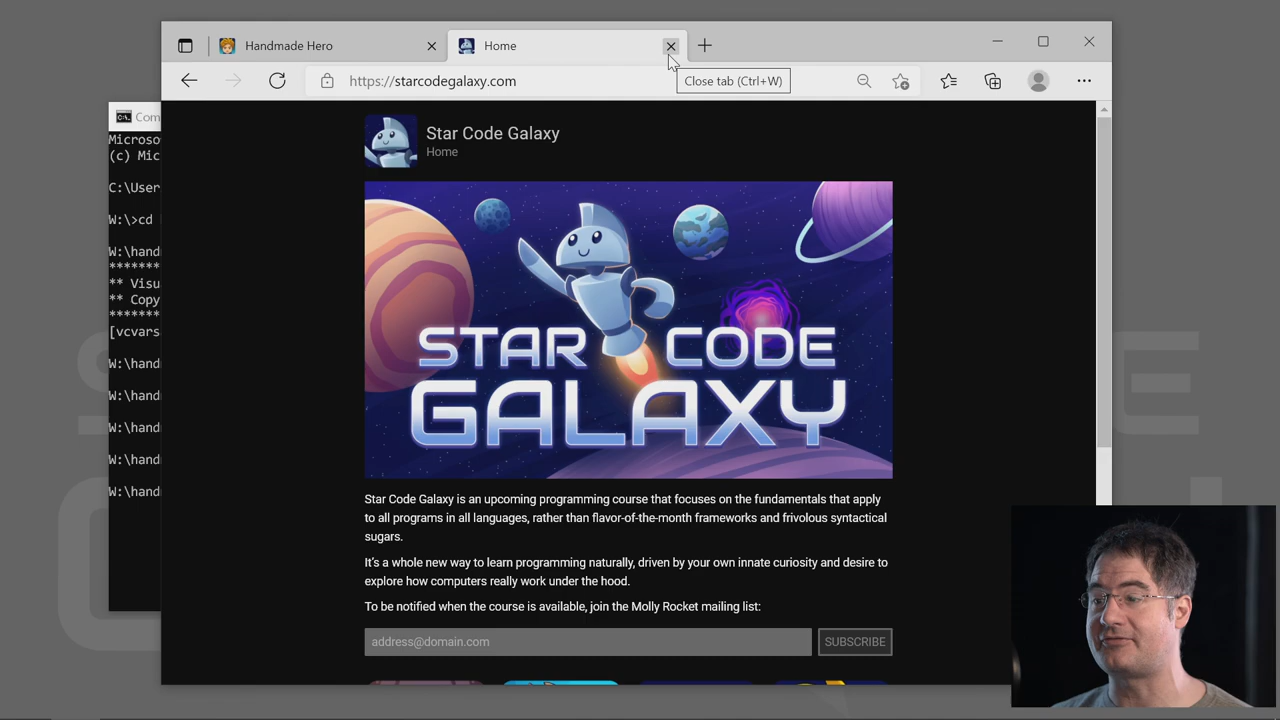 Handmade Hero
Home
Close tab (Ctrl+W)
https://starcodegalaxy.com
Com
Microso
(c) Mic
C:\User
W:\>cd
W:\hand
*******
** Visu
** Copy
*******
[vcvars
W:\hand
W:\hand
W:\hand
W:\hand
W:\hand
Star Code Galaxy
Home
STAR CODE
GALAXY
Star Code Galaxy is an upcoming programming course that focuses on the fundamentals that apply
to all programs in all languages, rather than flavor-of-the-month frameworks and frivolous syntactical
sugars.
It's a whole new way to learn programming naturally, driven by your own innate curiosity and desire to
explore how computers really work under the hood.
To be notified when the course is available, join the Molly Rocket mailing list:
address@domain.com
SUBSCRIBE